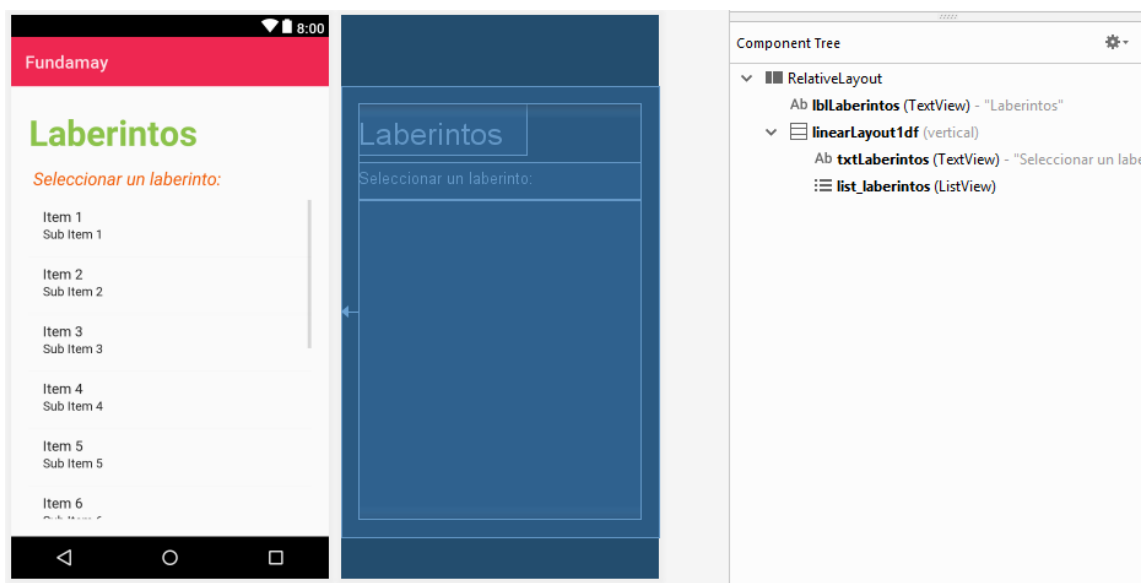 8:00
Fundamay
Laberintos
Seleccionar un laberinto:
Item 1
Sub Item 1
Item 2
Sub Item 2
Item 3
Sub Item 3
Item 4
Sub Item 4
Item 5
Sub Item 5
Item 6
Laberintos
Seleccionar un laberinto:
Component Tree
RelativeLayout
Ab lblLaberintos (TextView) - "Laberintos"
linearLayout1df (vertical)
Ab txtLaberintos (TextView) - "Seleccionar un labe
list_laberintos (ListView)